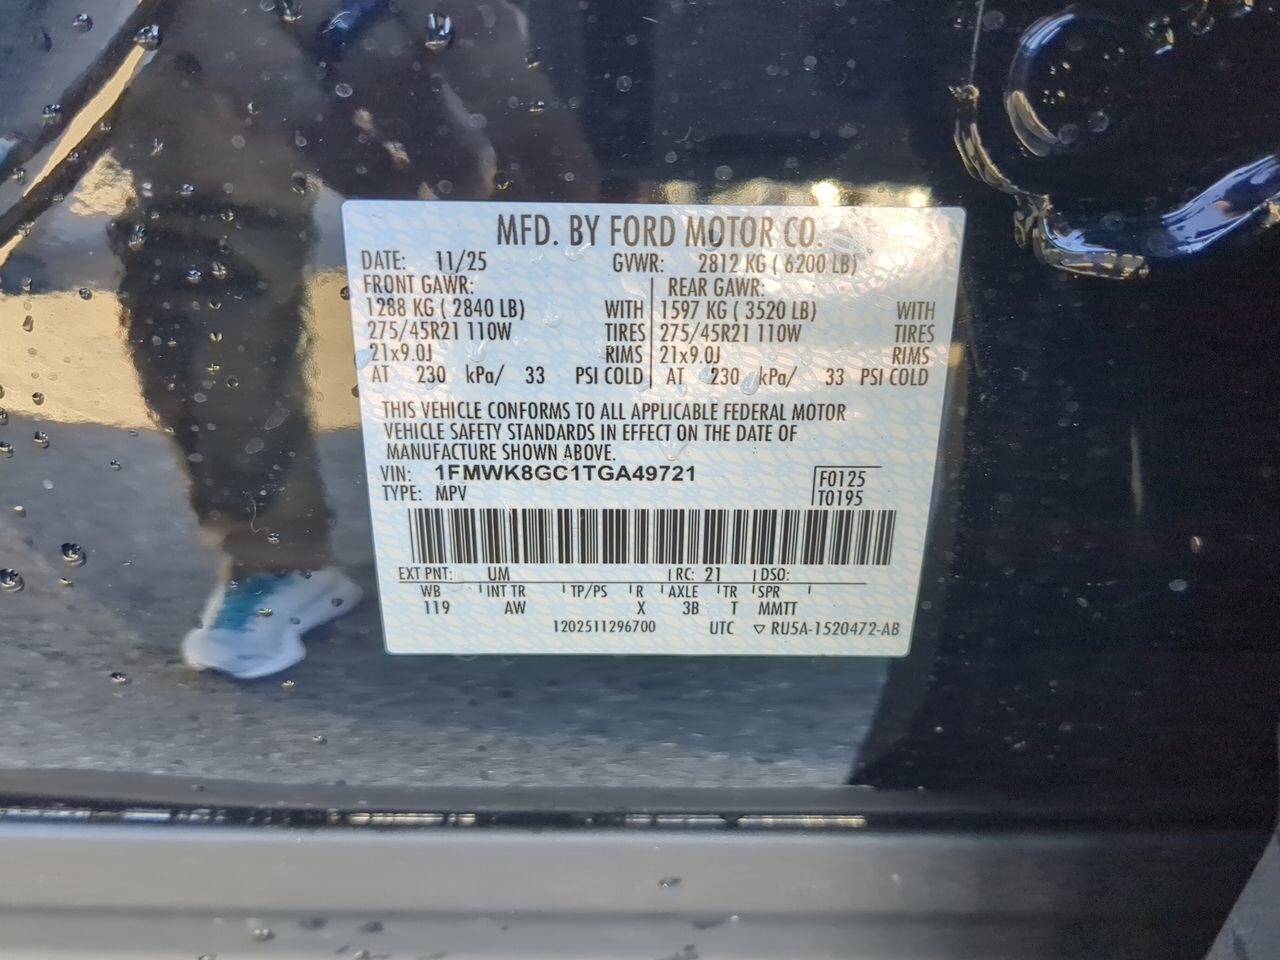 MFD. BY FORD MOTOR CO.
DATE: 11/25 GVWR: 2812 KG ( 6200 LB)
FRONT GAWR: REAR GAWR:
1288 KG ( 2840 LB) WITH 1597 KG ( 3520 LB) WITH
275/45R21 110W TIRES 275/45R21 110W TIRES
21x9.0J RIMS 21x9.0J RIMS
AT 230 kPa/ 33 PSI COLD AT 230 kPa/ 33 PSI COLD
THIS VEHICLE CONFORMS TO ALL APPLICABLE FEDERAL MOTOR
VEHICLE SAFETY STANDARDS IN EFFECT ON THE DATE OF
MANUFACTURE SHOWN ABOVE.
VIN: 1FMWK8GC1TGA49721 F0125
TYPE: MPV T0195
EXT PNT: UM RC: 21 DSO:
WB INT TR TP/PS R AXLE TR SPR
119 AW X 3B T MMTT
1202511296700 UTC ▽ RU5A-1520472-AB